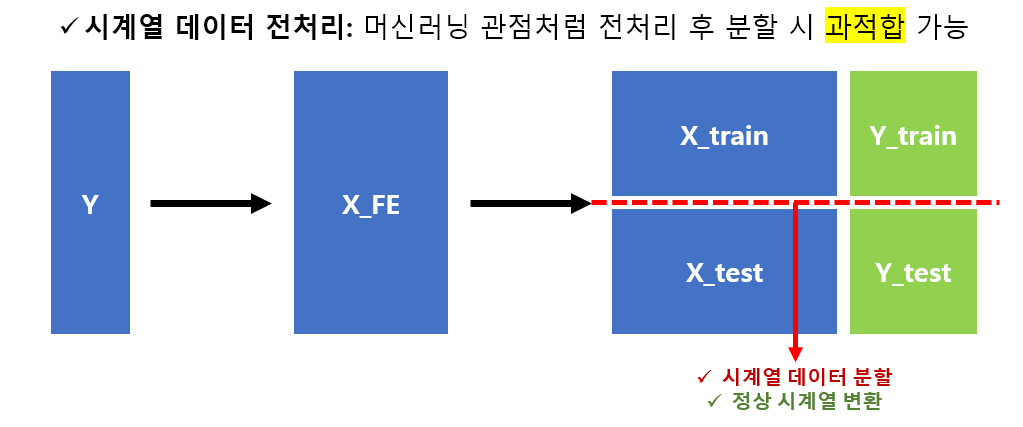 ✓ 시계열 데이터 전처리: 머신러닝 관점처럼 전처리 후 분할 시 과적합 가능
Y
X_FE
X_train
Y_train
X_test
Y_test
✓ 시계열 데이터 분할
✓ 정상 시계열 변환